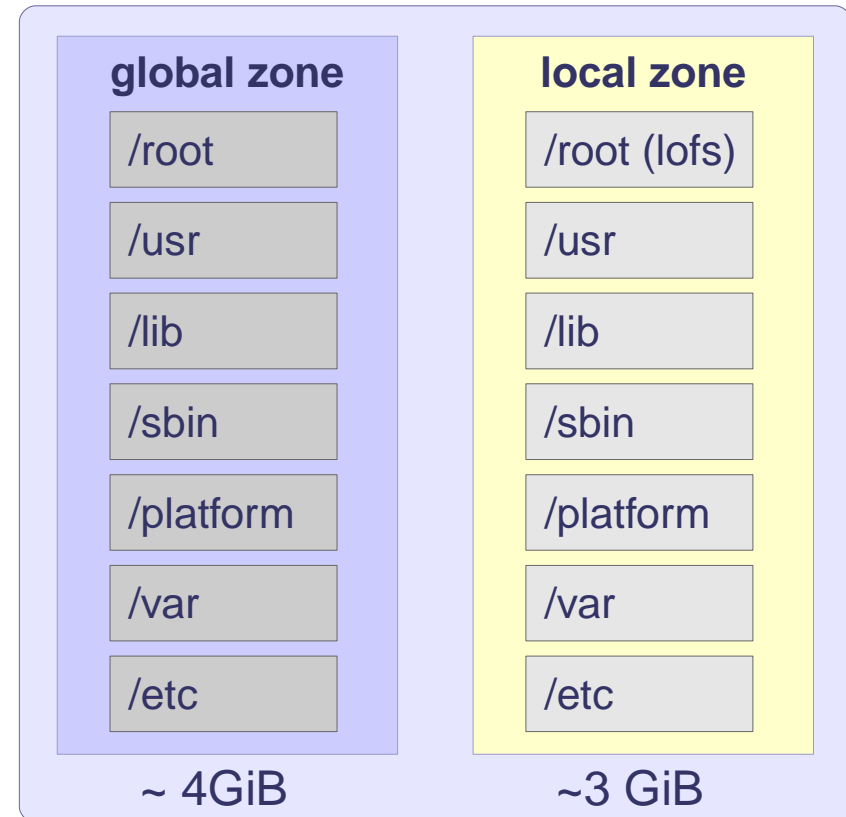 global zone
/root
/usr
/lib
/sbin
/platform
/var
/etc
~ 4GiB
local zone
/root (lofs)
/usr
/lib
/sbin
/platform
/var
/etc
~3 GiB